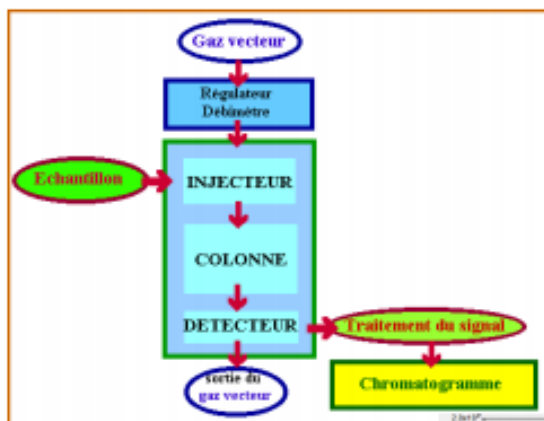 Gaz vecteur
Régulateur
Débimètre
Echantillon
INJECTEUR
COLONNE
DETECTEUR
Traitement du signal
sortie du
gaz vecteur
Chromatogramme